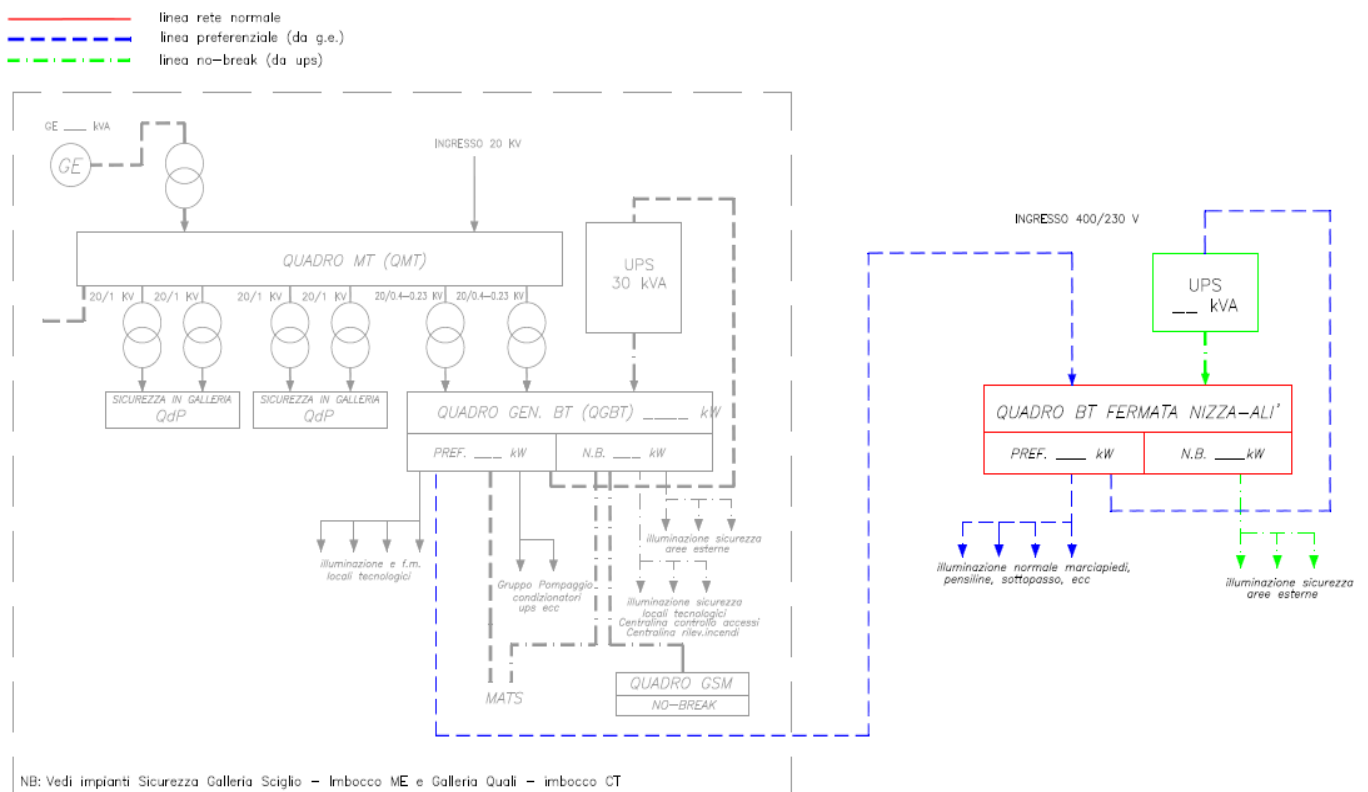 linea rete normale
linea preferenziale (da g.e.)
linea no-break (da ups)
GE ___ kVA
GE
INGRESSO 20 KV
QUADRO MT (QMT)
20/1 KV
20/1 KV
20/1 KV
20/1 KV
20/0.4-0.23 KV
20/0.4-0.23 KV
UPS
30 kVA
SICUREZZA IN GALLERIA
QdP
SICUREZZA IN GALLERIA
QdP
QUADRO GEN. BT (QGBT) ____ kW
PREF. ___ kW
N.B. ___ kW
illuminazione e f.m.
locali tecnologici
Gruppo Pompaggio
condizionatori
ups ecc
illuminazione sicurezza
aree esterne
illuminazione sicurezza
locali tecnologici
Centralina controllo accessi
Centralina rilev.incendi
MATS
QUADRO GSM
NO-BREAK
NB: Vedi impianti Sicurezza Galleria Sciglio - Imbocco ME e Galleria Quali - imbocco CT
INGRESSO 400/230 V
UPS
__ kVA
QUADRO BT FERMATA NIZZA-ALI'
PREF. ___ kW
N.B. ___kW
illuminazione normale marciapiedi,
pensiline, sottopasso, ecc
illuminazione sicurezza
aree esterne